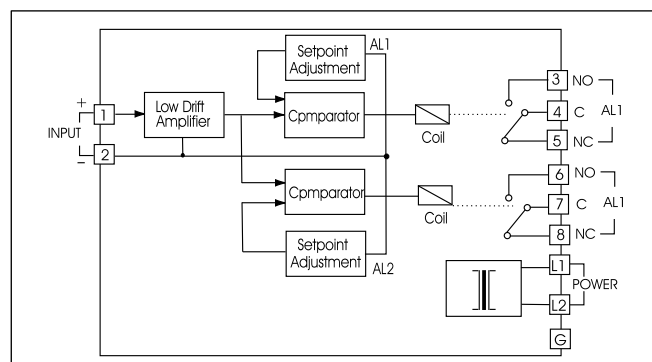 Setpoint
Adjustment
AL1
+
1
INPUT
2
−
Low Drift
Amplifier
Cpmparator
Coil
3
NO
4
C
AL1
5
NC
Cpmparator
Coil
6
NO
7
C
AL1
8
NC
Setpoint
Adjustment
AL2
L1
POWER
L2
G